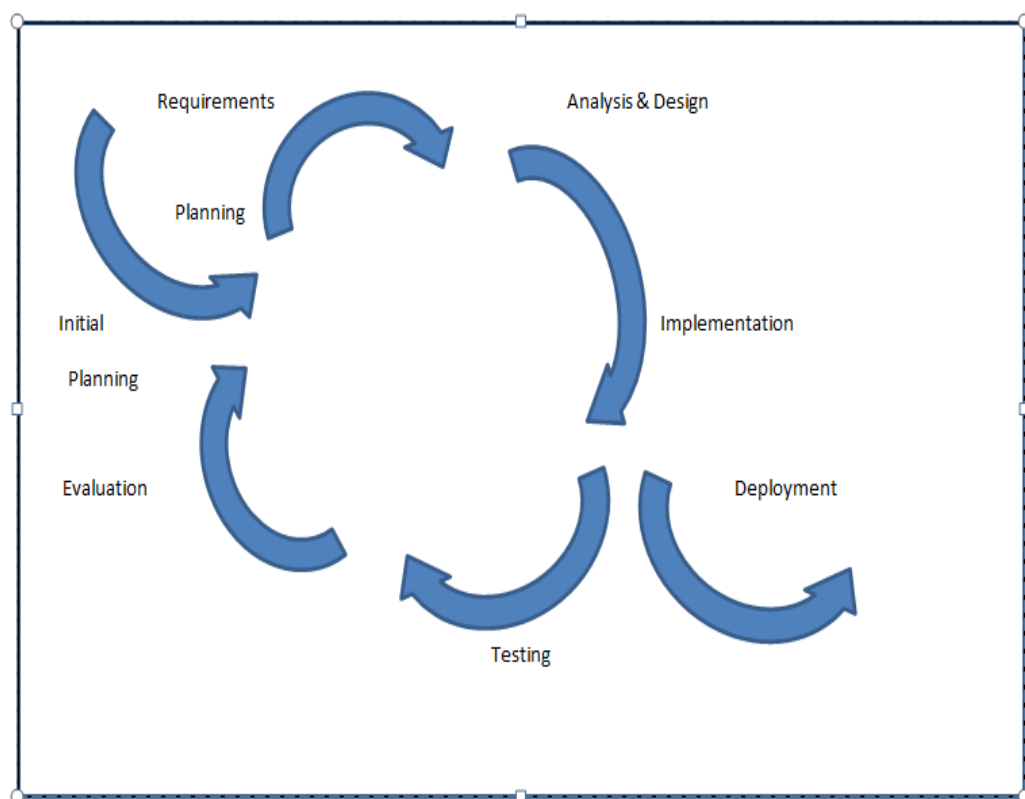 Requirements
Analysis & Design
Planning
Initial
Planning
Implementation
Evaluation
Deployment
Testing